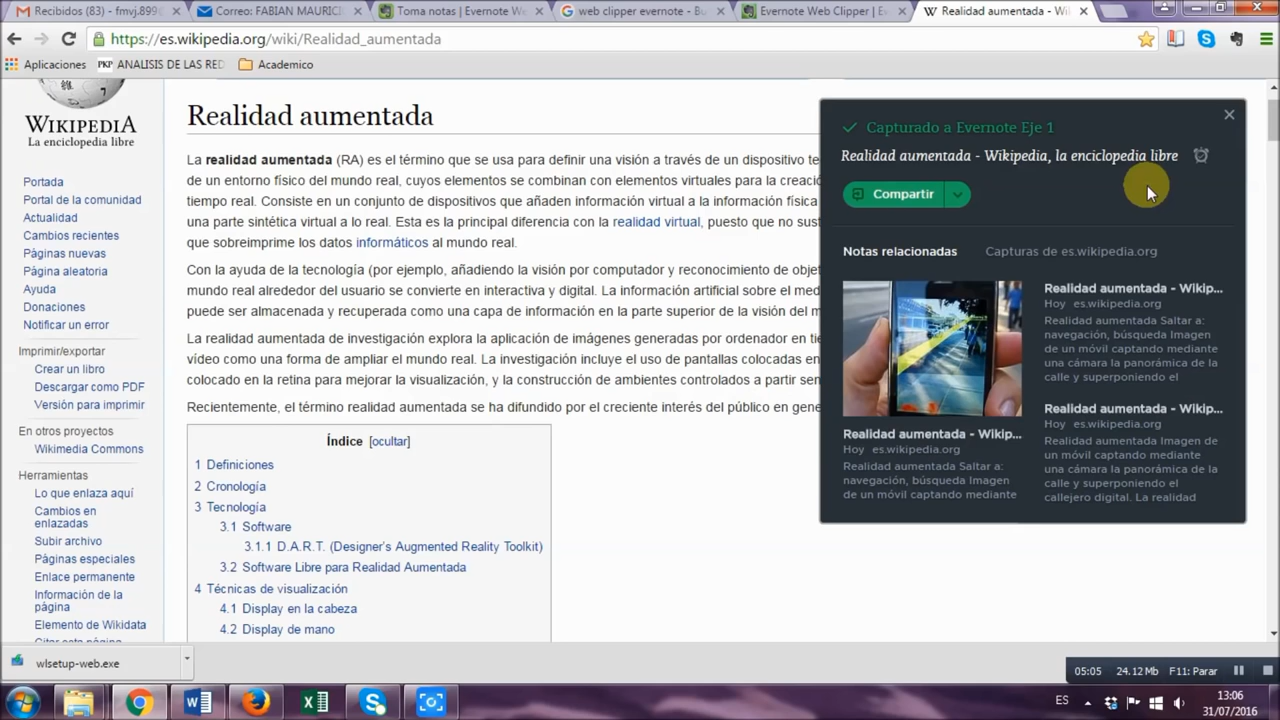 Recibidos (83) - fmvj.899
Correo: FABIAN MAURICI
Toma notas | Evernote W
web clipper evernote - Bu
Evernote Web Clipper | E
Realidad aumentada - Wi
https://es.wikipedia.org/wiki/Realidad_aumentada
Aplicaciones
PKP ANALISIS DE LAS RED
Academico
WIKIPEDIA
La enciclopedia libre
Portada
Portal de la comunidad
Actualidad
Cambios recientes
Páginas nuevas
Página aleatoria
Ayuda
Donaciones
Notificar un error
Imprimir/exportar
Crear un libro
Descargar como PDF
Versión para imprimir
En otros proyectos
Wikimedia Commons
Herramientas
Lo que enlaza aquí
Cambios en
enlazadas
Subir archivo
Páginas especiales
Enlace permanente
Información de la
página
Elemento de Wikidata
Citar esta página
Realidad aumentada
La realidad aumentada (RA) es el término que se usa para definir una visión a través de un dispositivo te
de un entorno físico del mundo real, cuyos elementos se combinan con elementos virtuales para la creació
tiempo real. Consiste en un conjunto de dispositivos que añaden información virtual a la información física
una parte sintética virtual a lo real. Esta es la principal diferencia con la realidad virtual, puesto que no sust
que sobreimprime los datos informáticos al mundo real.
Con la ayuda de la tecnología (por ejemplo, añadiendo la visión por computador y reconocimiento de objet
mundo real alrededor del usuario se convierte en interactiva y digital. La información artificial sobre el med
puede ser almacenada y recuperada como una capa de información en la parte superior de la visión del m
La realidad aumentada de investigación explora la aplicación de imágenes generadas por ordenador en tie
vídeo como una forma de ampliar el mundo real. La investigación incluye el uso de pantallas colocadas en
colocado en la retina para mejorar la visualización, y la construcción de ambientes controlados a partir sen
Recientemente, el término realidad aumentada se ha difundido por el creciente interés del público en gene
Índice [ocultar]
1 Definiciones
2 Cronología
3 Tecnología
3.1 Software
3.1.1 D.A.R.T. (Designer's Augmented Reality Toolkit)
3.2 Software Libre para Realidad Aumentada
4 Técnicas de visualización
4.1 Display en la cabeza
4.2 Display de mano
Capturado a Evernote Eje 1
Realidad aumentada - Wikipedia, la enciclopedia libre
Compartir
Notas relacionadas
Capturas de es.wikipedia.org
Realidad aumentada - Wikip...
Hoy es.wikipedia.org
Realidad aumentada Saltar a:
navegación, búsqueda Imagen
de un móvil captando mediante
Realidad aumentada - Wikip...
Hoy es.wikipedia.org
Realidad aumentada Saltar a:
navegación, búsqueda Imagen
de un móvil captando mediante
una cámara la panorámica de la
calle y superponiendo el
Realidad aumentada - Wikip...
Hoy es.wikipedia.org
Realidad aumentada Imagen de
un móvil captando mediante
una cámara la panorámica de la
calle y superponiendo el
callejero digital. La realidad
wlsetup-web.exe
05:05 24.12 Mb F11: Parar
ES
13:06
31/07/2016